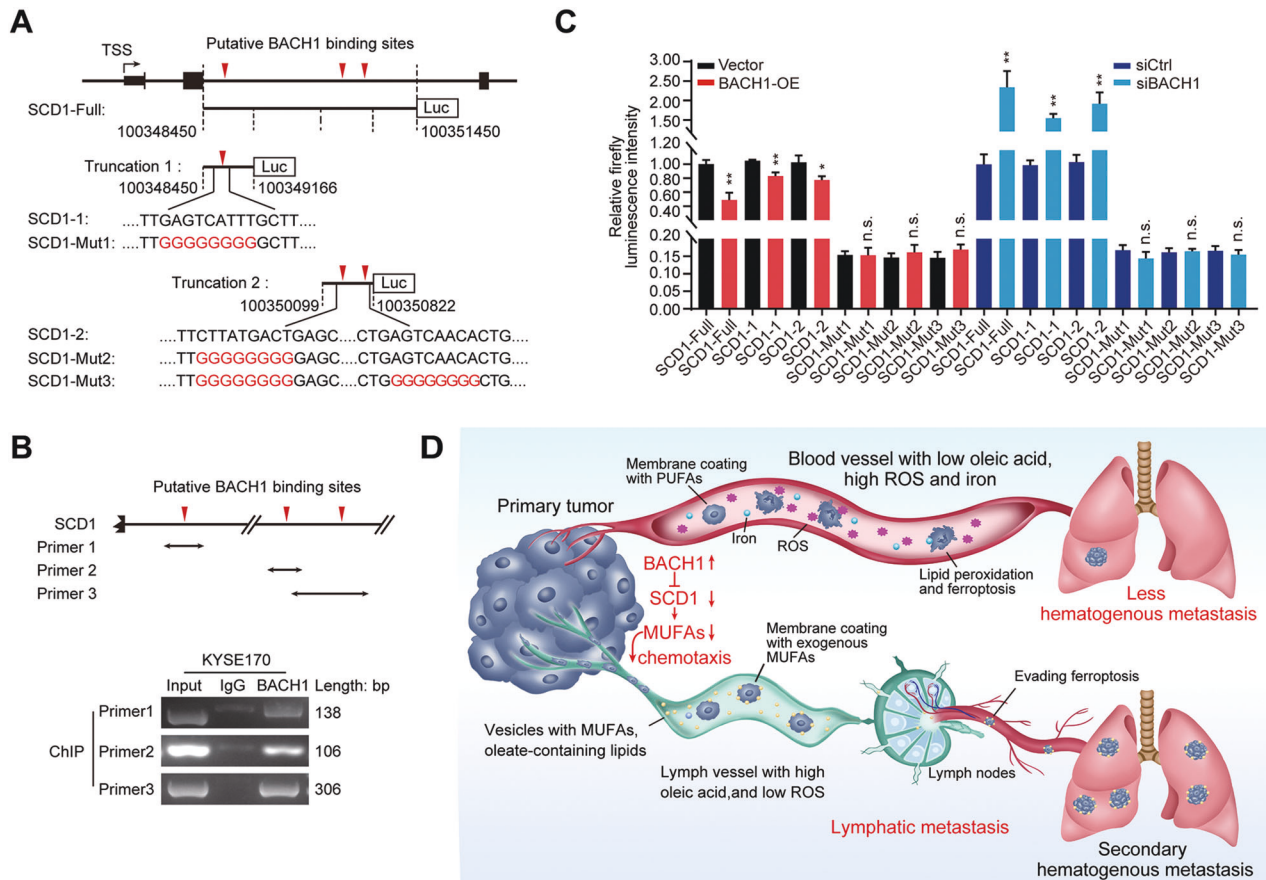 A
Putative BACH1 binding sites
TSS
SCD1-Full:
Luc
100348450
100351450
Truncation 1 :
Luc
100348450
100349166
SCD1-1:
....TTGAGTCATTTGCTT....
SCD1-Mut1:
....TTGGGGGGGGGCTT....
Truncation 2 :
Luc
100350099
100350822
SCD1-2:
....TTCTTATGACTGAGC....CTGAGTCAACACTG....
SCD1-Mut2:
....TTGGGGGGGGGAGC....CTGAGTCAACACTG....
SCD1-Mut3:
....TTGGGGGGGGGAGC....CTGGGGGGGGGCTG....
B
Putative BACH1 binding sites
SCD1
Primer 1
Primer 2
Primer 3
KYSE170
Input IgG BACH1 Length: bp
ChIP
Primer1 138
Primer2 106
Primer3 306
C
Relative firefly
luminescence intensity
3.00
2.50
2.00
1.50
1.20
1.00
0.80
0.60
0.40
0.20
0.15
0.10
0.05
0.00
Vector
BACH1-OE
siCtrl
siBACH1
**
**
*
n.s.
n.s.
n.s.
**
**
**
n.s.
n.s.
n.s.
SCD1-Full
SCD1-Full
SCD1-1
SCD1-1
SCD1-2
SCD1-2
SCD1-Mut1
SCD1-Mut1
SCD1-Mut2
SCD1-Mut2
SCD1-Mut3
SCD1-Mut3
SCD1-Full
SCD1-Full
SCD1-1
SCD1-1
SCD1-2
SCD1-2
SCD1-Mut1
SCD1-Mut1
SCD1-Mut2
SCD1-Mut2
SCD1-Mut3
SCD1-Mut3
D
Primary tumor
Membrane coating
with PUFAs
Blood vessel with low oleic acid,
high ROS and iron
Iron
ROS
Lipid peroxidation
and ferroptosis
Less
hematogenous metastasis
BACH1
SCD1
MUFAs
chemotaxis
Membrane coating
with exogenous
MUFAs
Vesicles with MUFAs,
oleate-containing lipids
Lymph vessel with high
oleic acid,and low ROS
Evading ferroptosis
Lymph nodes
Lymphatic metastasis
Secondary
hematogenous metastasis